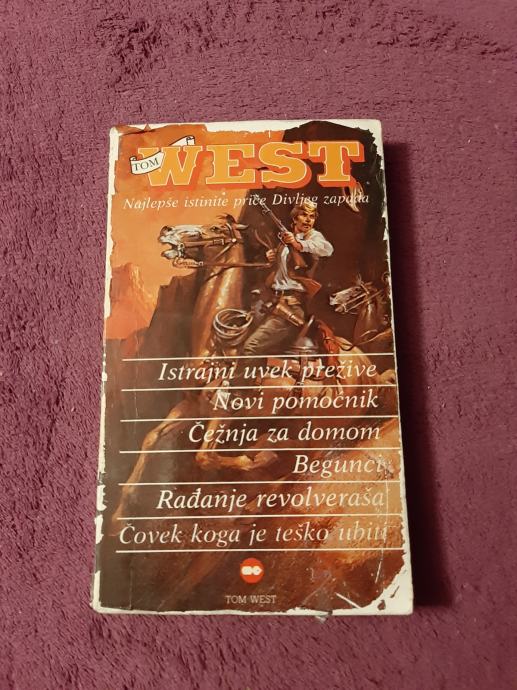 TOM
WEST
Najlepše istinite priče Divljeg zapada
Istrajni uvek prežive
Novi pomoćnik
Čežnja za domom
Begunci
Rađanje revolveraša
Čovek koga je teško ubiti
TOM WEST